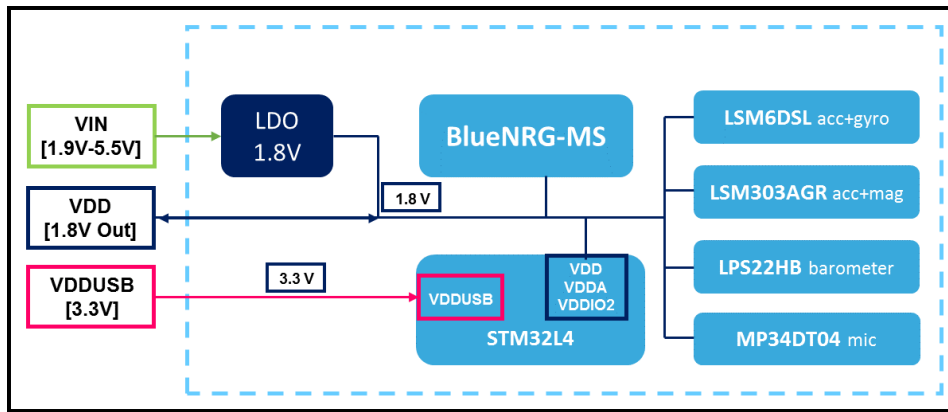 VIN
[1.9V-5.5V]
LDO
1.8V
BlueNRG-MS
LSM6DSL acc+gyro
LSM303AGR acc+mag
1.8 V
VDD
[1.8V Out]
VDDUSB
[3.3V]
3.3 V
VDDUSB
VDD
VDDA
VDDIO2
STM32L4
LPS22HB barometer
MP34DT04 mic